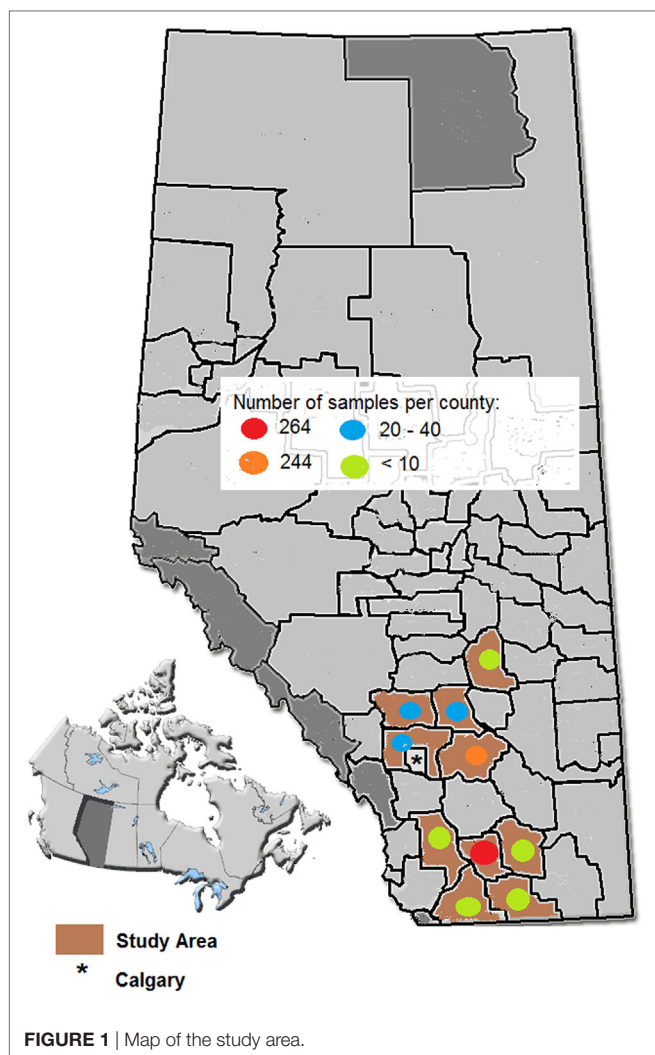 Number of samples per county:
264 20 - 40
244 < 10
*
Study Area
* Calgary
FIGURE 1 | Map of the study area.